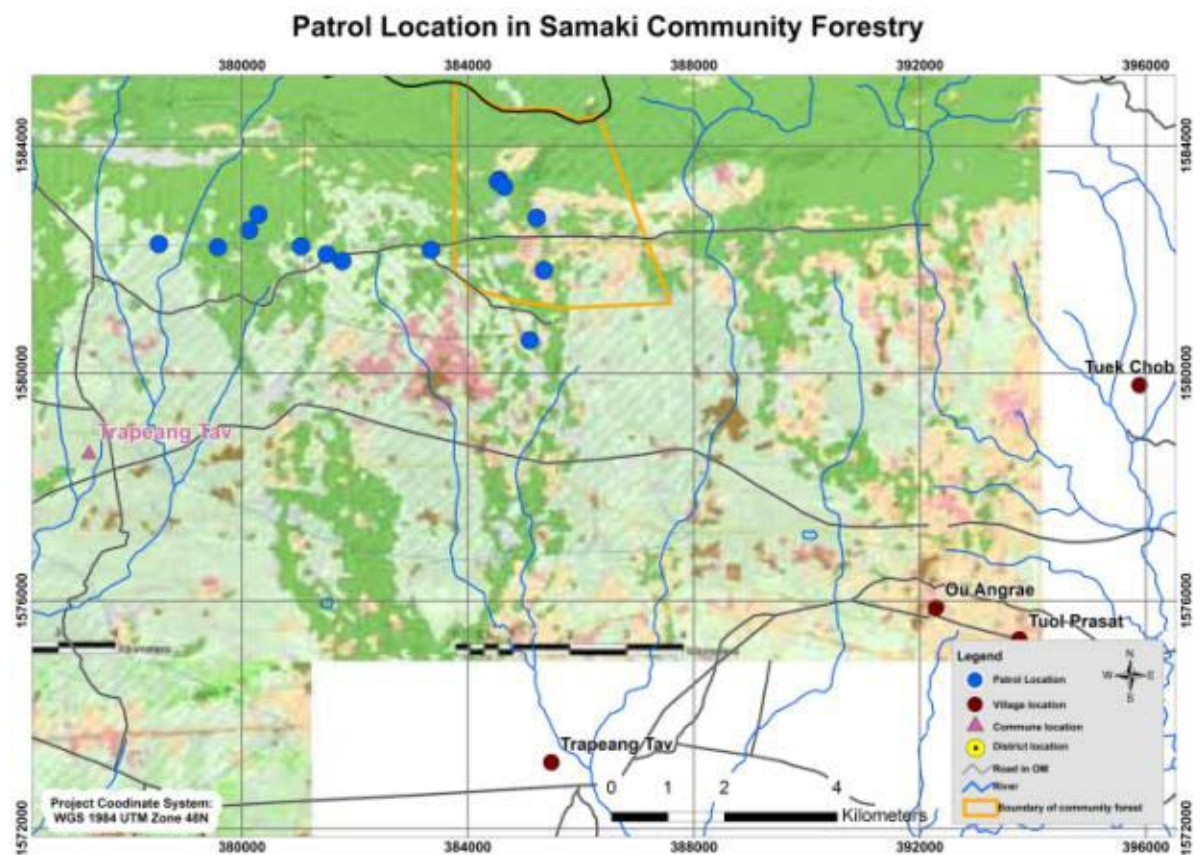 Patrol Location in Samaki Community Forestry
380000
384000
388000
392000
396000
1584000
1584000
1580000
1580000
Tuek Chob
Trapeang Tav
1576000
1576000
Ou Angrae
Tuol Prasat
Kilometers
Kilometers
Legend
N
W
E
S
Patrol Location
Village location
Commune location
District location
Road in OM
River
Boundary of community forest
Trapeang Tav
0 1 2 4
Kilometers
Project Coodinate System:
WGS 1984 UTM Zone 48N
1572000
1572000
380000
384000
388000
392000
396000